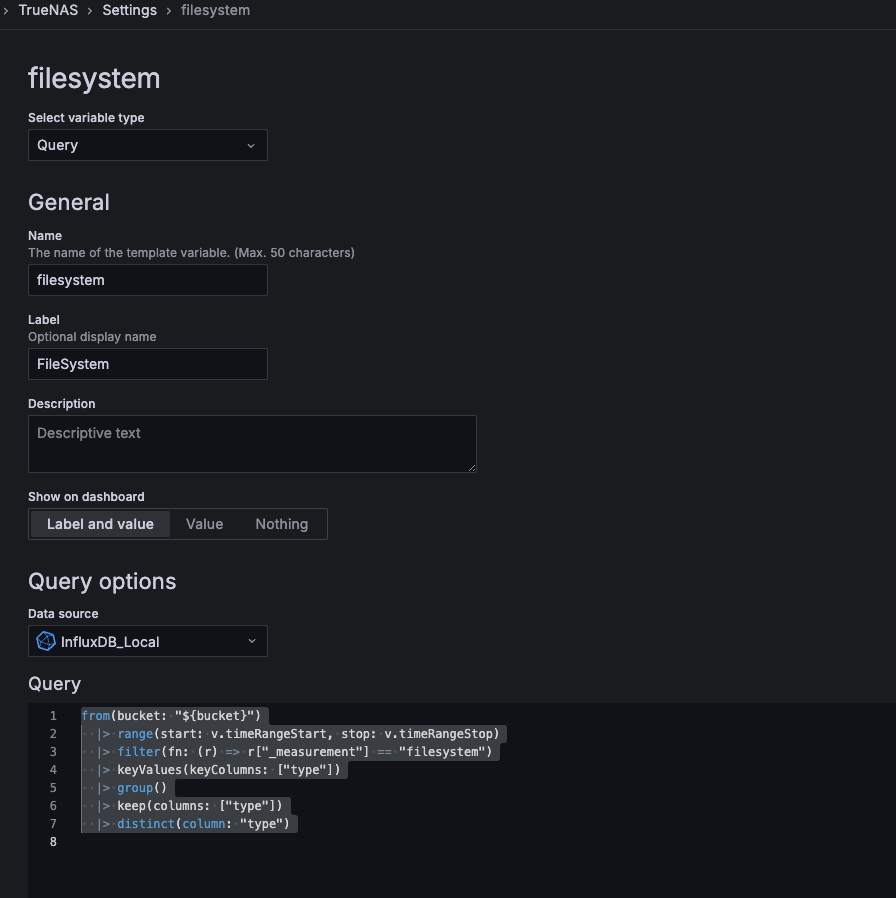 › TrueNAS › Settings › filesystem
filesystem
Select variable type
Query
General
Name
The name of the template variable. (Max. 50 characters)
filesystem
Label
Optional display name
FileSystem
Description
Descriptive text
Show on dashboard
Label and value Value Nothing
Query options
Data source
InfluxDB_Local
Query
1 from(bucket: "${bucket}")
2 |> range(start: v.timeRangeStart, stop: v.timeRangeStop)
3 |> filter(fn: (r) => r["_measurement"] == "filesystem")
4 |> keyValues(keyColumns: ["type"])
5 |> group()
6 |> keep(columns: ["type"])
7 |> distinct(column: "type")
8